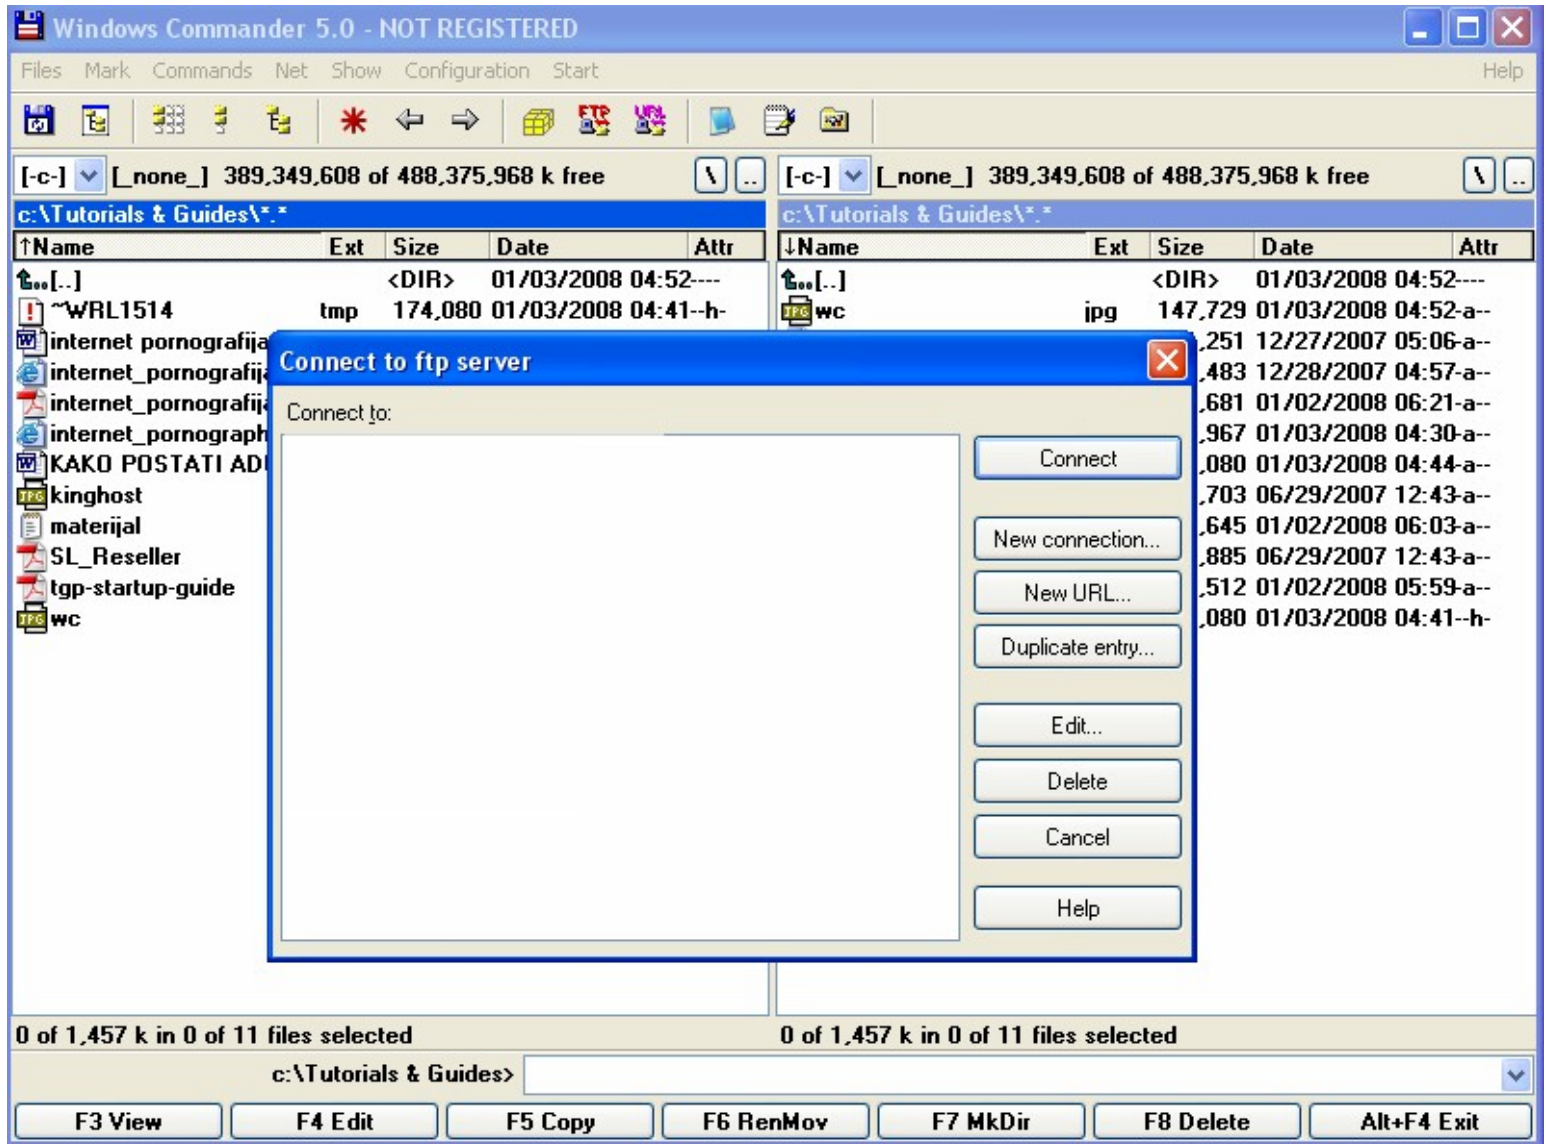 Windows Commander 5.0 - NOT REGISTERED
Files Mark Commands Net Show Configuration Start Help
FTP URL
[-c-] [_none_] 389,349,608 of 488,375,968 k free \ .. [-c-] [_none_] 389,349,608 of 488,375,968 k free \ ..
c:\Tutorials & Guides\*.* c:\Tutorials & Guides\*.*
↑Name Ext Size Date Attr ↓Name Ext Size Date Attr
[..] <DIR> 01/03/2008 04:52---- [..] <DIR> 01/03/2008 04:52----
~WRL1514 tmp 174,080 01/03/2008 04:41--h- wc jpg 147,729 01/03/2008 04:52-a--
internet pornografija ,251 12/27/2007 05:06-a--
Connect to ftp server
internet_pornografij ,483 12/28/2007 04:57-a--
internet_pornografija ,681 01/02/2008 06:21-a--
Connect to:
internet_pornograph ,967 01/03/2008 04:30-a--
KAKO POSTATI AD ,080 01/03/2008 04:44-a--
Connect
kinghost ,703 06/29/2007 12:43-a--
materijal ,645 01/02/2008 06:03-a--
New connection...
SL_Reseller ,885 06/29/2007 12:43-a--
tgp-startup-guide ,512 01/02/2008 05:59-a--
New URL...
wc ,080 01/03/2008 04:41--h-
Duplicate entry...
Edit...
Delete
Cancel
Help
0 of 1,457 k in 0 of 11 files selected 0 of 1,457 k in 0 of 11 files selected
c:\Tutorials & Guides>
F3 View F4 Edit F5 Copy F6 RenMov F7 MkDir F8 Delete Alt+F4 Exit